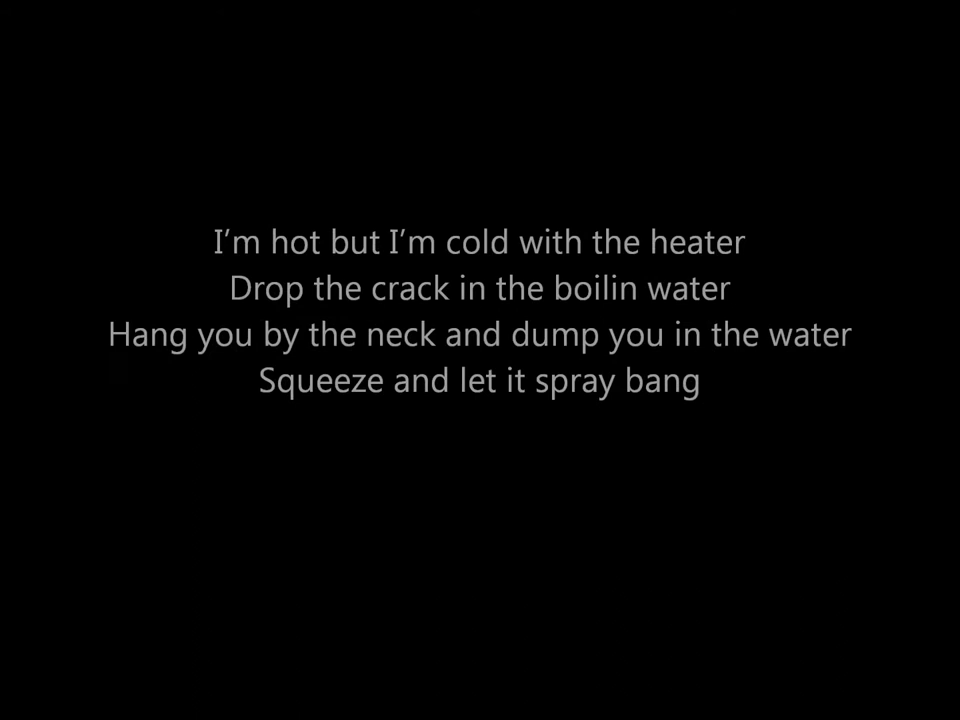 I’m hot but I’m cold with the heater
Drop the crack in the boilin water
Hang you by the neck and dump you in the water
Squeeze and let it spray bang